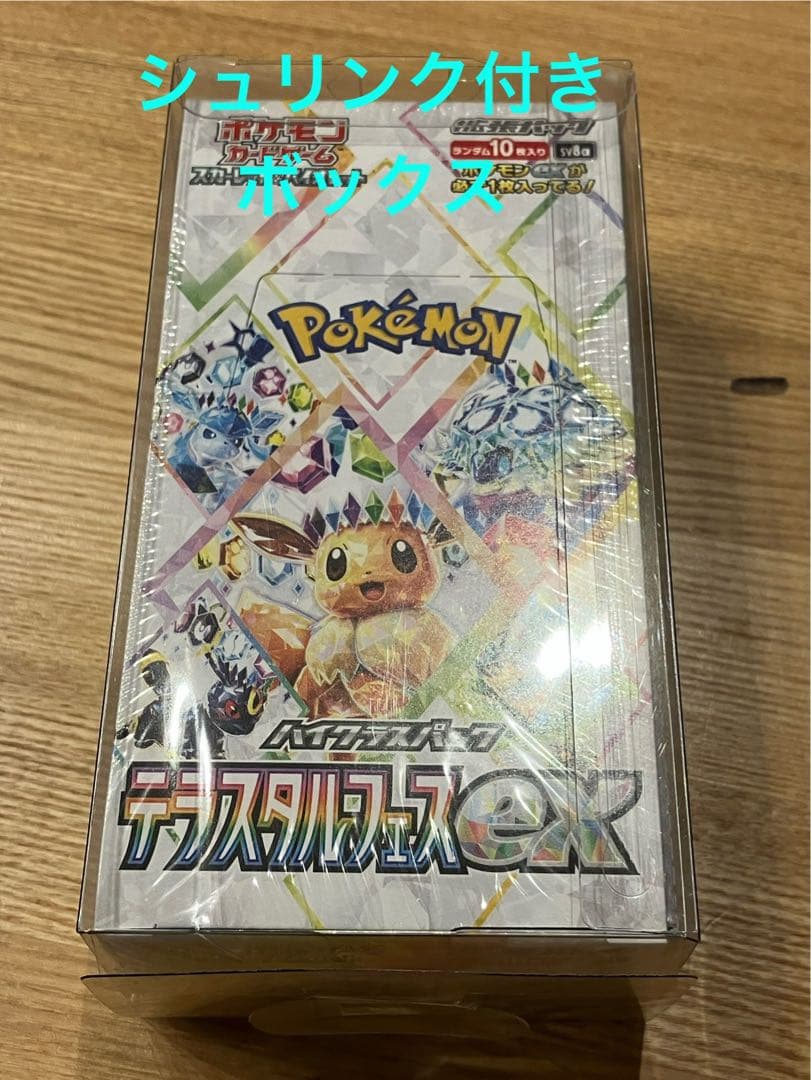 シュリンク付き
ボックス
ポケモン
カードゲーム
スカーレット&バイオレット
拡張パック
ランダム10枚入り
sv8a
ポケモンexが
必ず1枚入ってる!
POKéMON
TM
ハイクラスパック
テラスタルフェスex